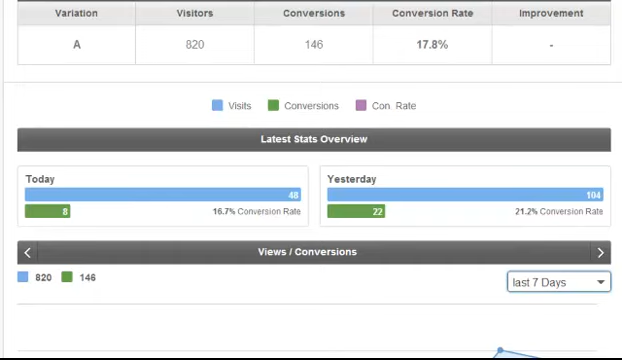 Variation Visitors Conversions Conversion Rate Improvement
A 820 146 17.8% -
Visits Conversions Con. Rate
Latest Stats Overview
Today Yesterday
48 104
8 16.7% Conversion Rate 22 21.2% Conversion Rate
Views / Conversions
820 146 last 7 Days